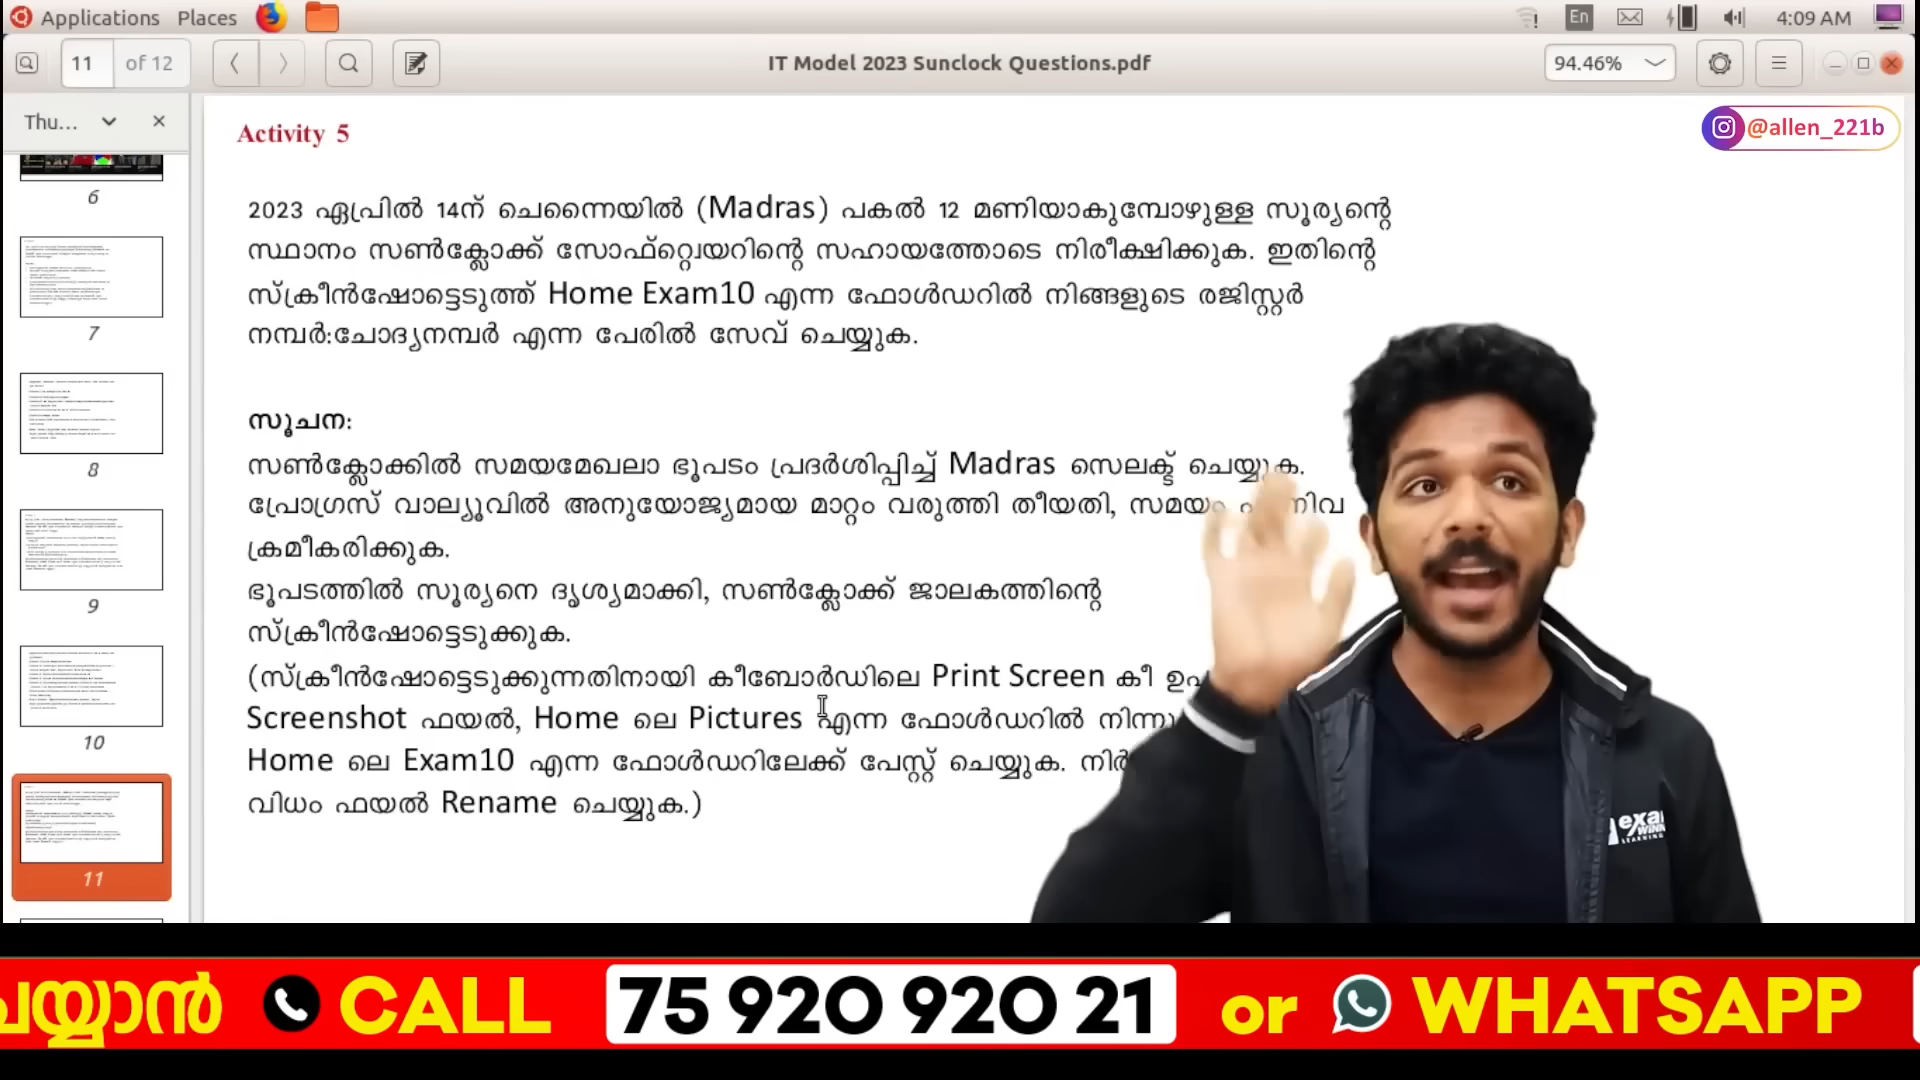 Applications Places
En
4:09 AM
11 of 12
IT Model 2023 Sunclock Questions.pdf
94.46%
Thu...
6
7
8
9
10
11
@allen_221b
Activity 5
2023 ഏപ്രിൽ 14ന് ചെന്നൈയിൽ (Madras) പകൽ 12 മണിയാകുമ്പോഴുള്ള സൂര്യന്റെ
സ്ഥാനം സൺക്ലോക്ക് സോഫ്റ്റ്വെയറിന്റെ സഹായത്തോടെ നിരീക്ഷിക്കുക. ഇതിന്റെ
സ്ക്രീൻഷോട്ടെടുത്ത് Home Exam10 എന്ന ഫോൾഡറിൽ നിങ്ങളുടെ രജിസ്റ്റർ
നമ്പർ:ചോദ്യനമ്പർ എന്ന പേരിൽ സേവ് ചെയ്യുക.
സൂചന:
സൺക്ലോക്കിൽ സമയമേഖലാ ഭൂപടം പ്രദർശിപ്പിച്ച് Madras സെലക്ട് ചെയ്യുക.
പ്രോഗ്രസ് വാല്യൂവിൽ അനുയോജ്യമായ മാറ്റം വരുത്തി തീയതി, സമയം
ക്രമീകരിക്കുക.
ഭൂപടത്തിൽ സൂര്യനെ ദൃശ്യമാക്കി, സൺക്ലോക്ക് ജാലകത്തിന്റെ
സ്ക്രീൻഷോട്ടെടുക്കുക.
(സ്ക്രീൻഷോട്ടെടുക്കുന്നതിനായി കീബോർഡിലെ Print Screen കീ
Screenshot ഫയൽ, Home ലെ Pictures എന്ന ഫോൾഡറിൽ നിന്നു
Home ലെ Exam10 എന്ന ഫോൾഡറിലേക്ക് പേസ്റ്റ് ചെയ്യുക.
വിധം ഫയൽ Rename ചെയ്യുക.)
CALL 75 920 920 21 or WHATSAPP